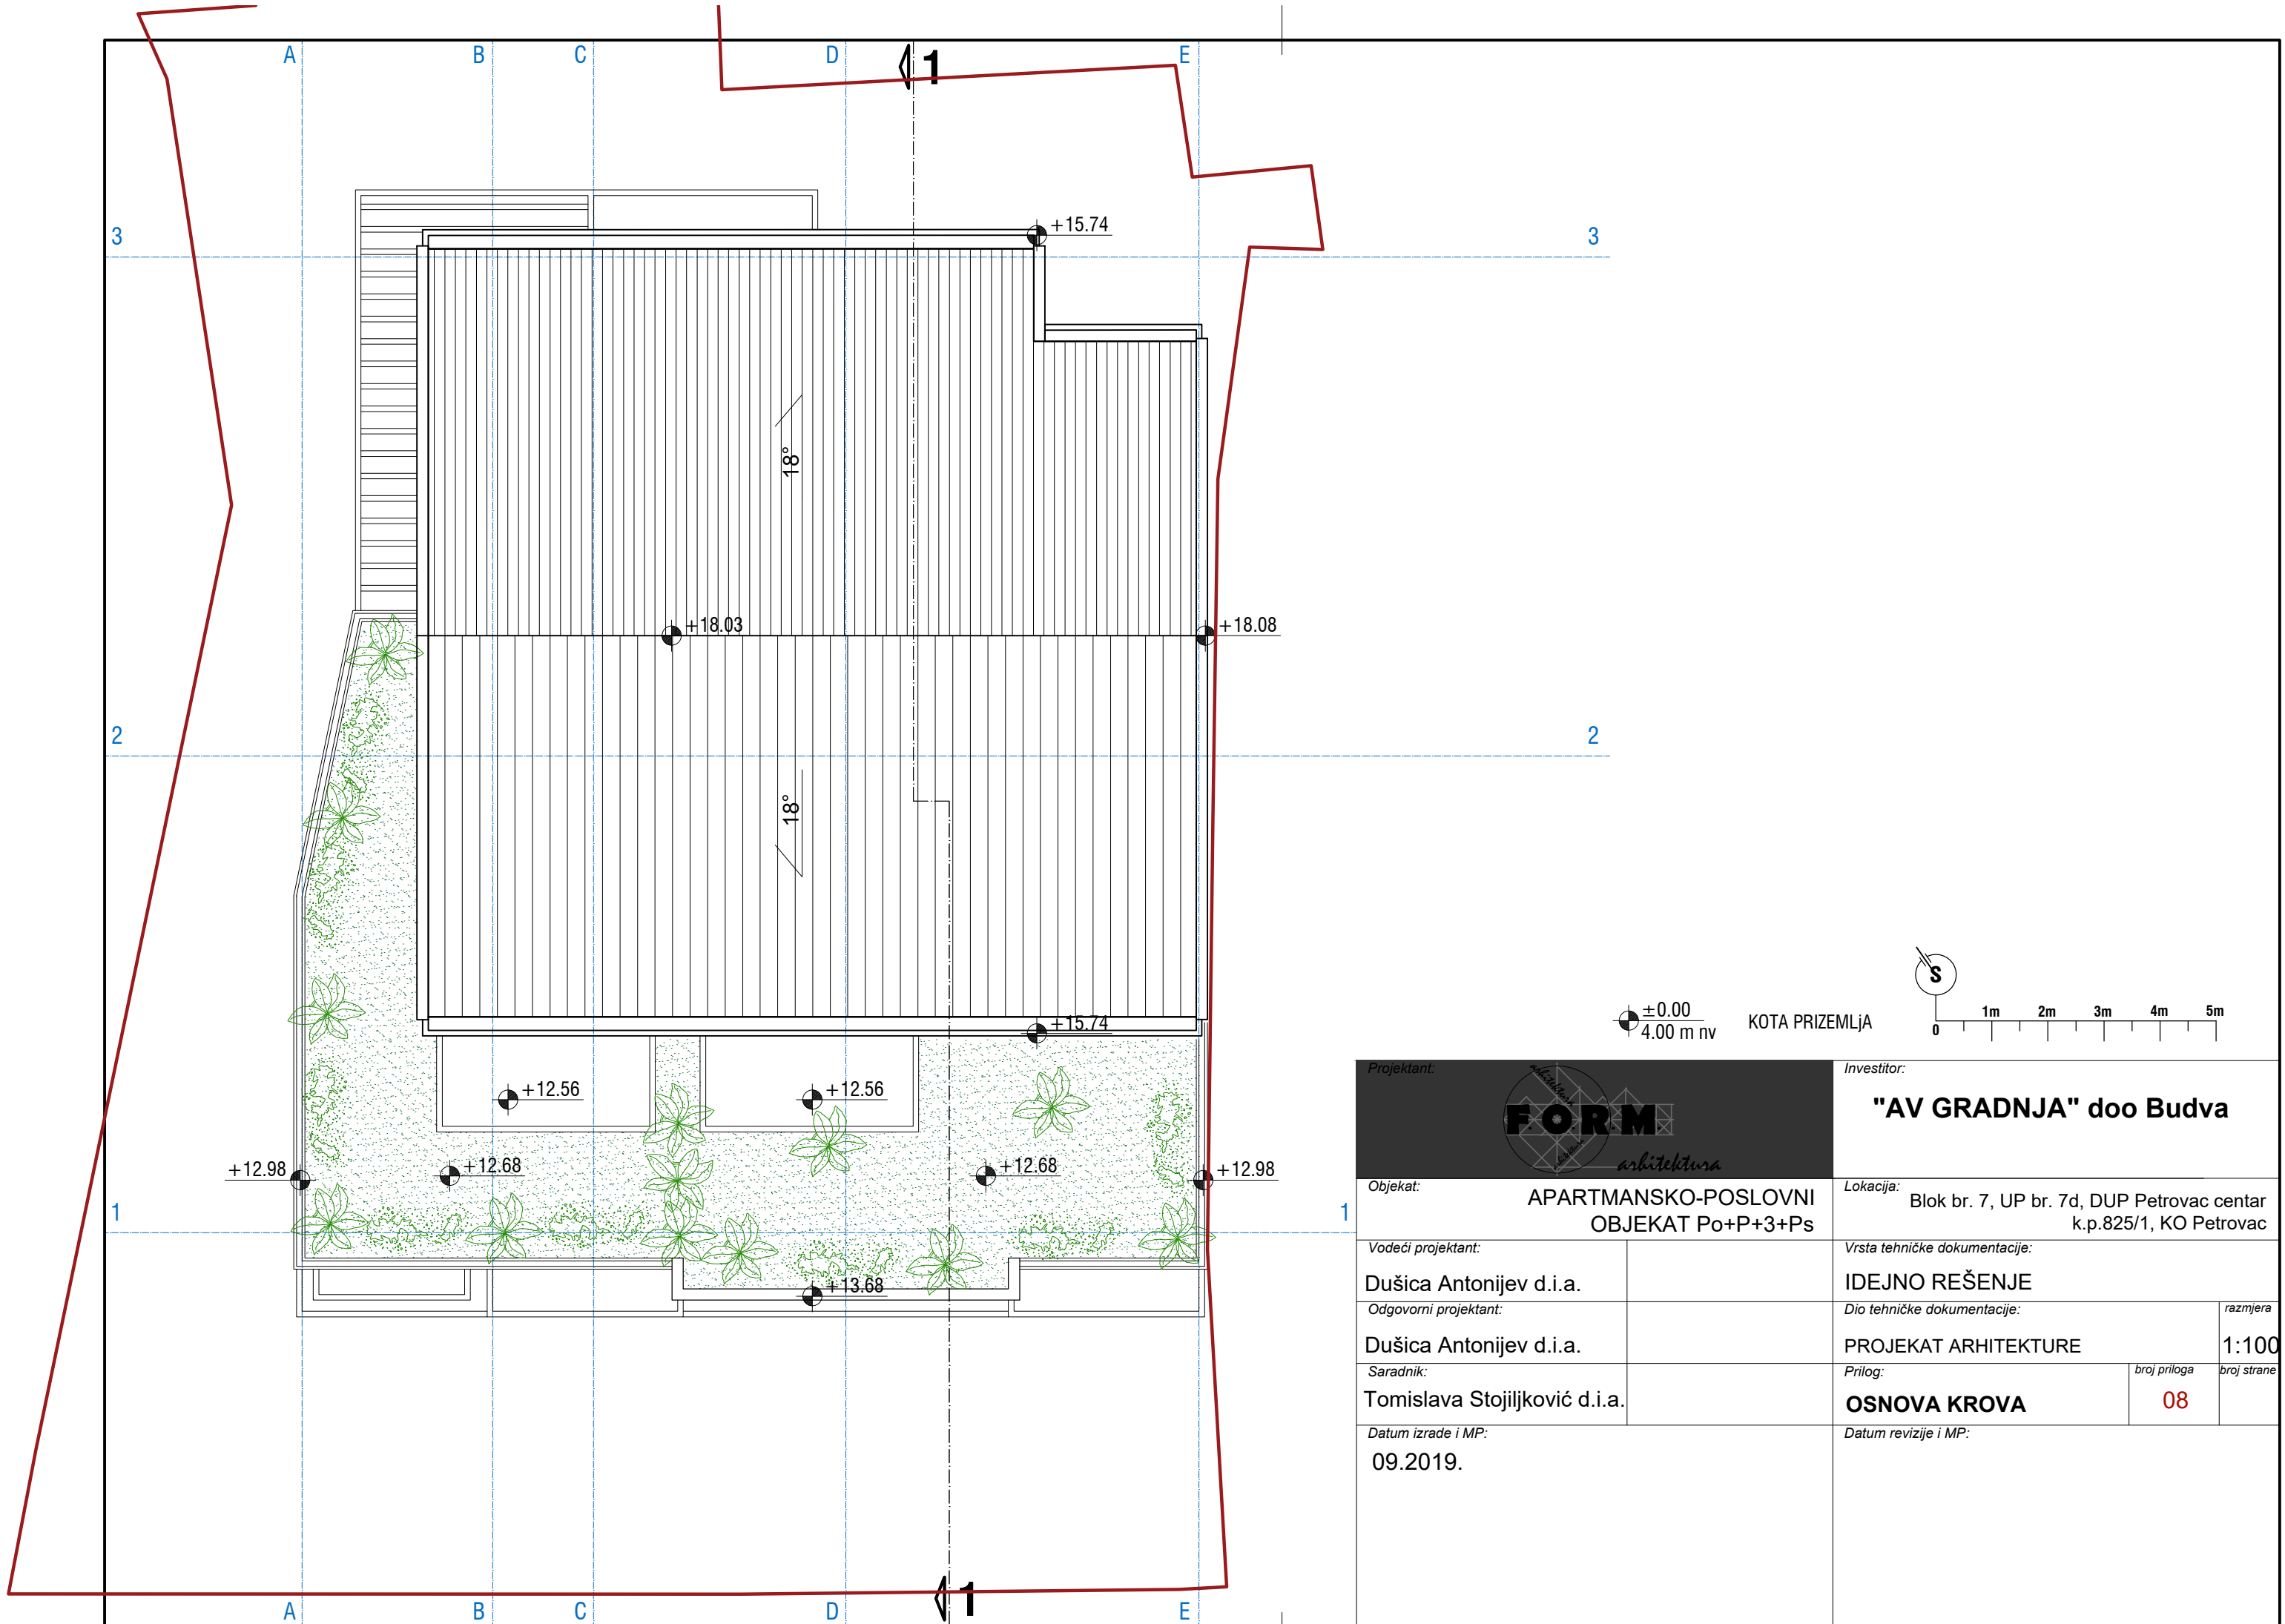 A B C D E
1
+15.74
3 3
18°
+18.03 +18.08
2 2
18°
+15.74
+12.56 +12.56
+12.98 +12.68 +12.68 +12.98
1 1
+13.68
1
A B C D E
S
±0.00
4.00 m nv
KOTA PRIZEMLjA
0 1m 2m 3m 4m 5m
Projektant:
arhitektura
F.O.R.M.
arhitektura
arhitektura
Investitor:
"AV GRADNJA" doo Budva
Objekat:
APARTMANSKO-POSLOVNI
OBJEKAT Po+P+3+Ps
Lokacija:
Blok br. 7, UP br. 7d, DUP Petrovac centar
k.p.825/1, KO Petrovac
Vodeći projektant:
Dušica Antonijev d.i.a.
Vrsta tehničke dokumentacije:
IDEJNO REŠENJE
Odgovorni projektant:
Dušica Antonijev d.i.a.
Dio tehničke dokumentacije:
PROJEKAT ARHITEKTURE
razmjera
1:100
Saradnik:
Tomislava Stojiljković d.i.a.
Prilog:
OSNOVA KROVA
broj priloga
08
broj strane
Datum izrade i MP:
09.2019.
Datum revizije i MP: